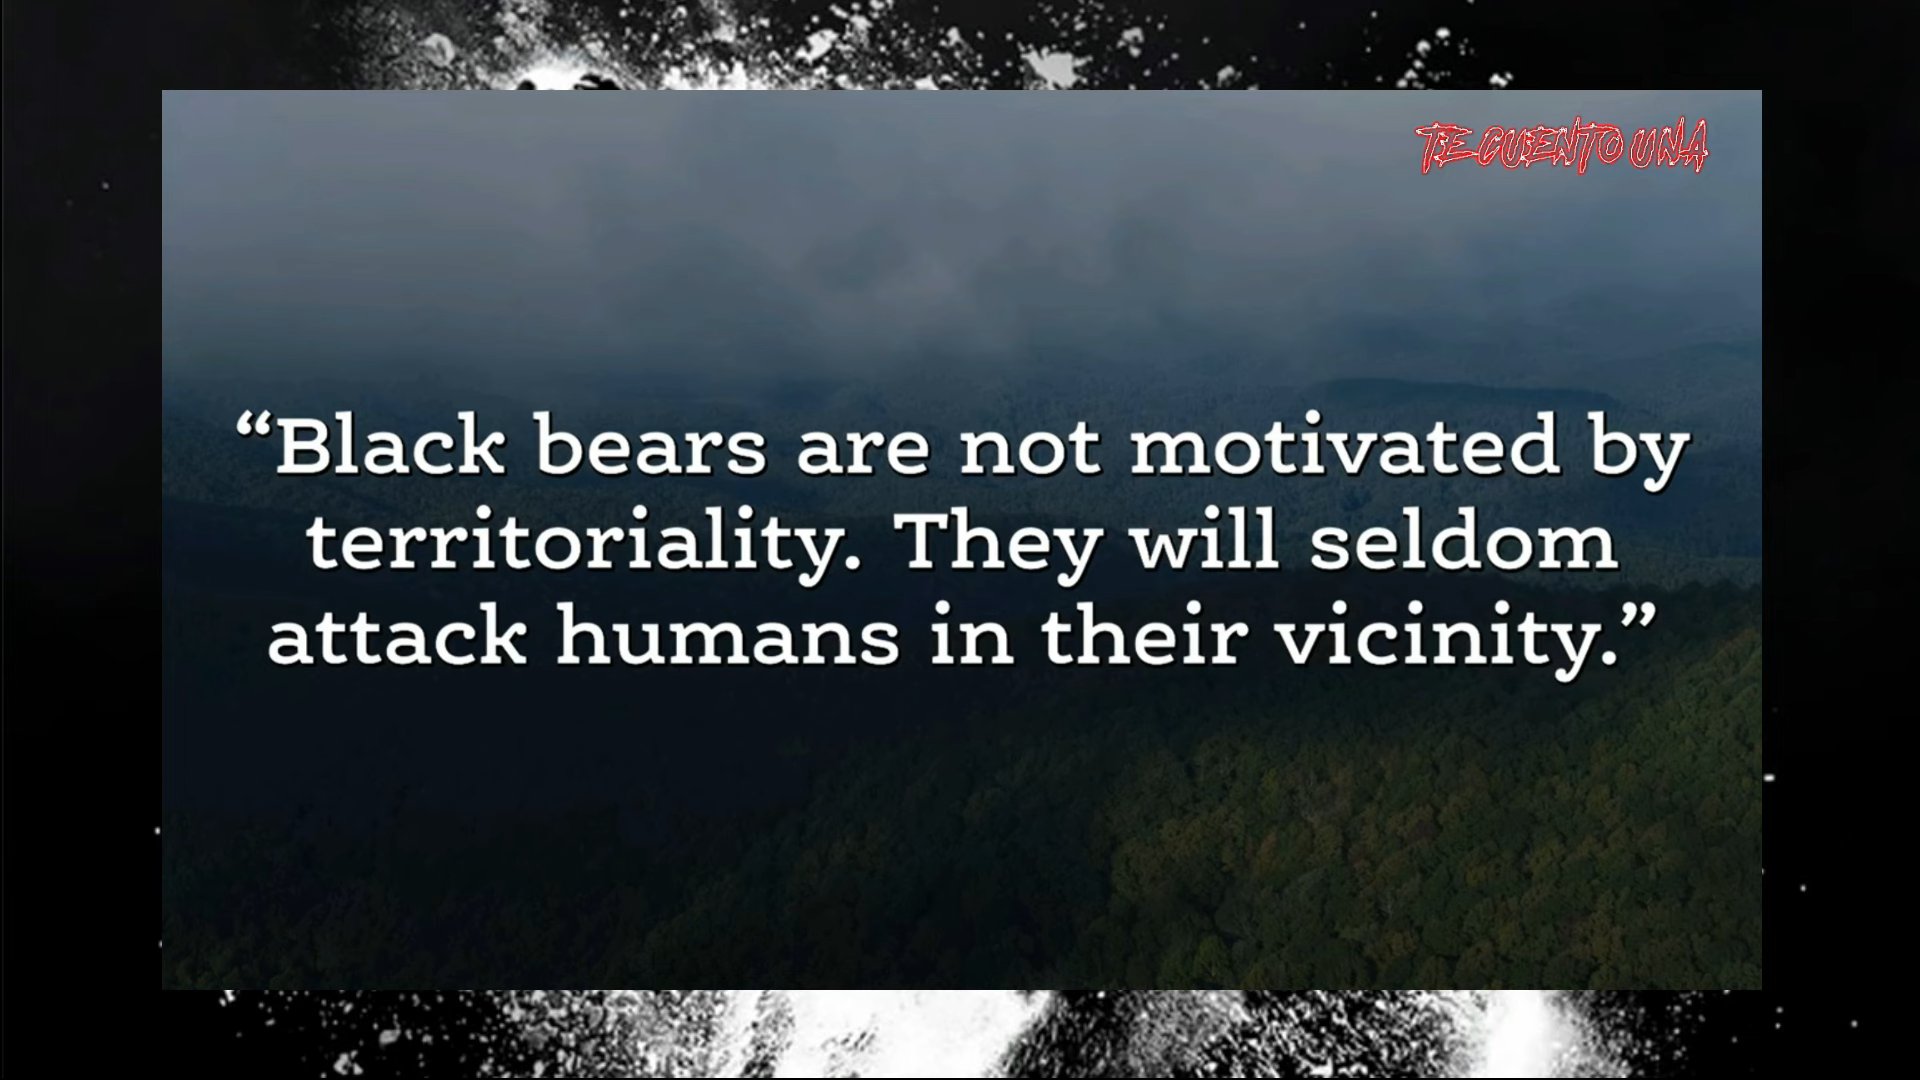 TE CUENTO UNA
“Black bears are not motivated by
territoriality. They will seldom
attack humans in their vicinity.”